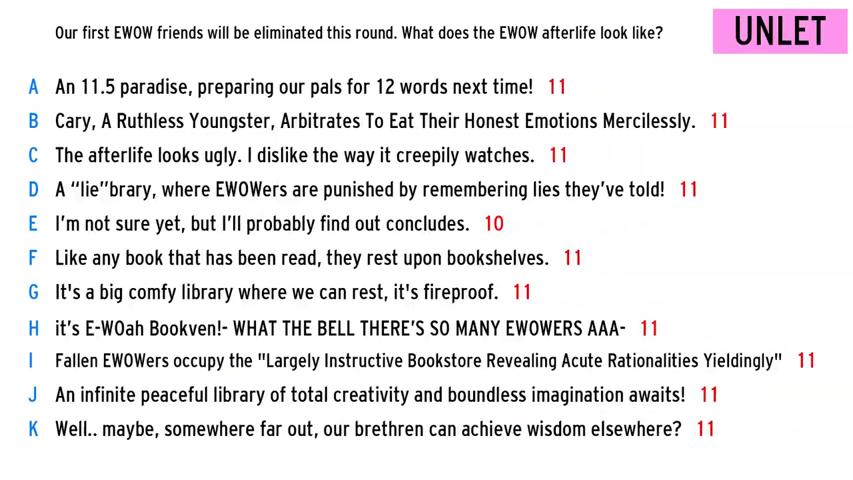 Our first EWOW friends will be eliminated this round. What does the EWOW afterlife look like?
UNLET
A An 11.5 paradise, preparing our pals for 12 words next time! 11
B Cary, A Ruthless Youngster, Arbitrates To Eat Their Honest Emotions Mercilessly. 11
C The afterlife looks ugly. I dislike the way it creepily watches. 11
D A “lie”brary, where EWOWers are punished by remembering lies they’ve told! 11
E I’m not sure yet, but I’ll probably find out concludes. 10
F Like any book that has been read, they rest upon bookshelves. 11
G It's a big comfy library where we can rest, it's fireproof. 11
H it’s E-WOah Bookven!- WHAT THE BELL THERE’S SO MANY EWOWERS AAA- 11
I Fallen EWOWers occupy the "Largely Instructive Bookstore Revealing Acute Rationalities Yieldingly" 11
J An infinite peaceful library of total creativity and boundless imagination awaits! 11
K Well.. maybe, somewhere far out, our brethren can achieve wisdom elsewhere? 11